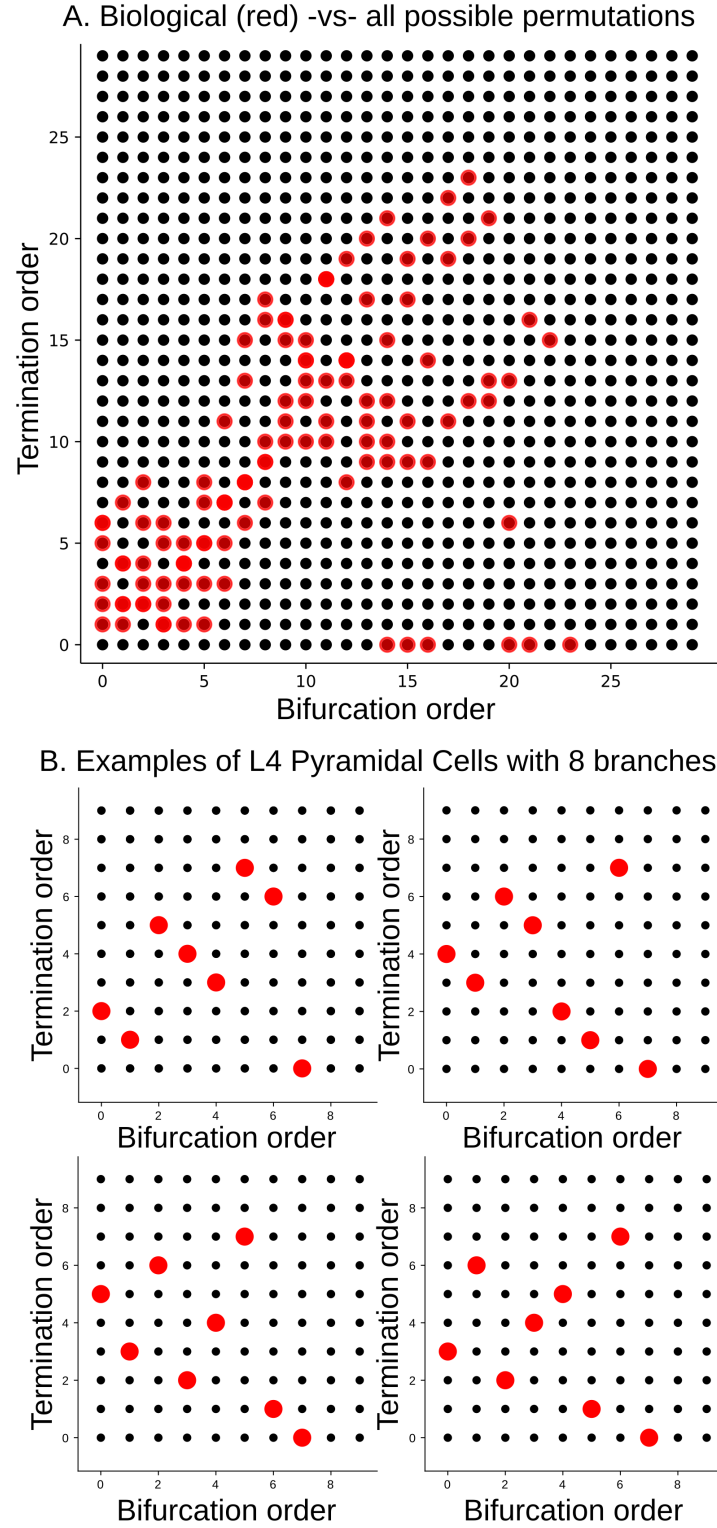 A. Biological (red) -vs- all possible permutations
25
20
15
10
5
0
Termination order
0 5 10 15 20 25
Bifurcation order
B. Examples of L4 Pyramidal Cells with 8 branches
8
6
4
2
0
Termination order
0 2 4 6 8
Bifurcation order
8
6
4
2
0
Termination order
0 2 4 6 8
Bifurcation order
8
6
4
2
0
Termination order
0 2 4 6 8
Bifurcation order
8
6
4
2
0
Termination order
0 2 4 6 8
Bifurcation order